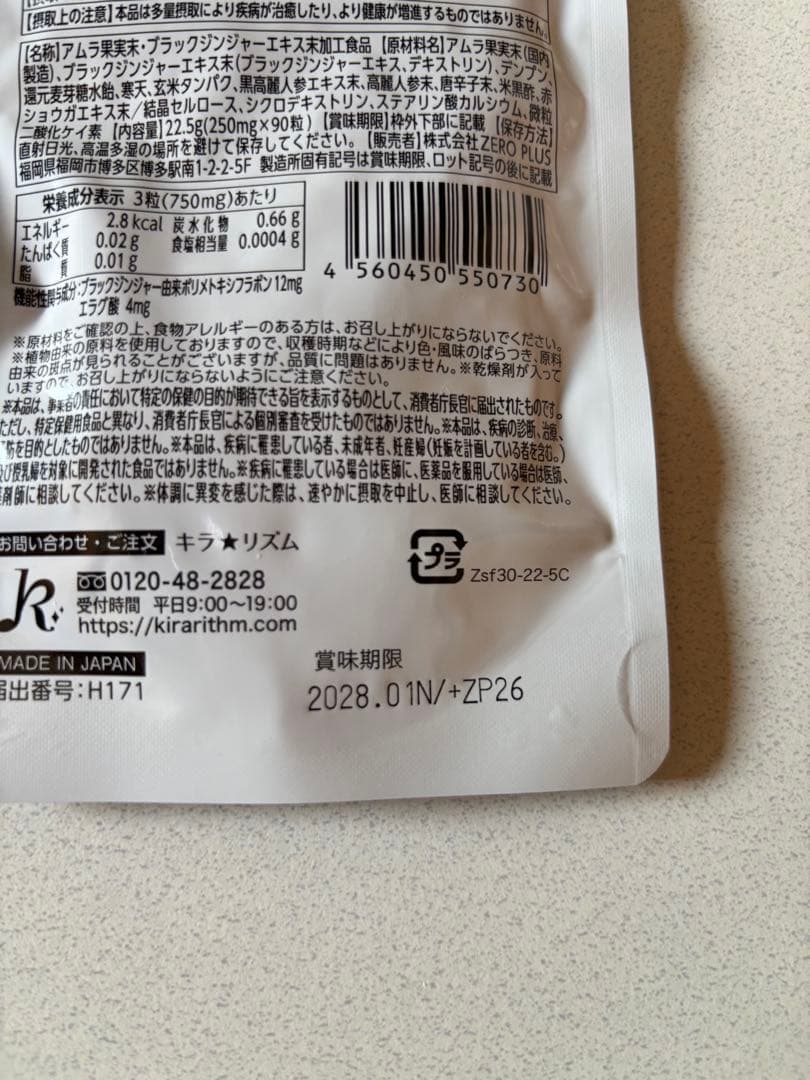 【摂取上の注意】本品は多量摂取により疾病が治癒したり、より健康が増進するものではありません。
【名称】アムラ果実末・ブラックジンジャーエキス末加工食品 【原材料名】アムラ果実末(国内
製造)、ブラックジンジャーエキス末(ブラックジンジャーエキス、デキストリン)、デンプン、
還元麦芽糖水飴、寒天、玄米タンパク、黒高麗人参エキス末、高麗人参末、唐辛子末、米黒酢、赤
ショウガエキス末/結晶セルロース、シクロデキストリン、ステアリン酸カルシウム、微粒
二酸化ケイ素 【内容量】22.5g(250mg×90粒) 【賞味期限】枠外下部に記載 【保存方法】
直射日光、高温多湿の場所を避けて保存してください。 【販売者】株式会社ZERO PLUS
福岡県福岡市博多区博多駅南1-2-2-5F 製造所固有記号は賞味期限、ロット記号の後に記載
栄養成分表示 3粒(750mg)あたり
エネルギー 2.8kcal 炭水化物 0.66g
たんぱく質 0.02g 食塩相当量 0.0004g
脂質 0.01g
4 560450 550730
機能性関与成分:ブラックジンジャー由来ポリメトキシフラボン 12mg
エラグ酸 4mg
※原材料をご確認の上、食物アレルギーのある方は、お召し上がりにならないでください。
※植物由来の原料を使用しておりますので、収穫時期などにより色・風味のばらつき、原料
由来の斑点が見られることがございますが、品質に問題はありません。※乾燥剤が入って
いますので、お召し上がりにならないようにご注意ください。
※本品は、事業者の責任において特定の保健の目的が期待できる旨を表示するものとして、消費者庁長官に届出されたものです。
ただし、特定保健用食品と異なり、消費者庁長官による個別審査を受けたものではありません。※本品は、疾病の診断、治療、
予防を目的としたものではありません。※本品は、疾病に罹患している者、未成年者、妊産婦(妊娠を計画している者を含む。)
及び授乳婦を対象に開発された食品ではありません。※疾病に罹患している場合は医師に、医薬品を服用している場合は医師、
薬剤師に相談してください。※体調に異変を感じた際は、速やかに摂取を中止し、医師に相談してください。
お問い合わせ・ご注文 キラ★リズム
0120-48-2828
受付時間 平日9:00〜19:00
https://kirarithm.com
プラ
Zsf30-22-5C
MADE IN JAPAN
届出番号:H171
賞味期限
2028.01N/+ZP26